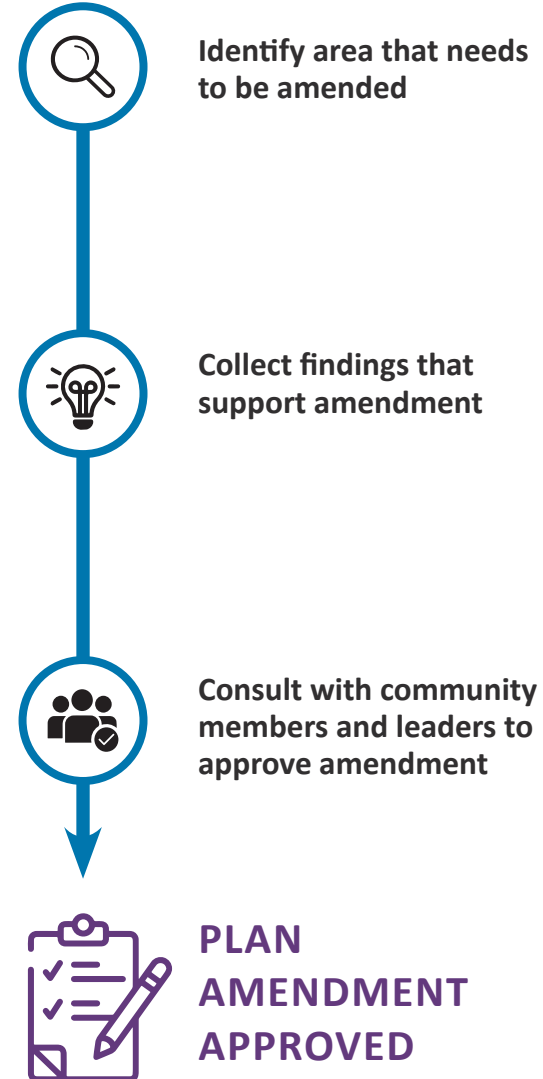 Identify area that needs
to be amended
Collect findings that
support amendment
Consult with community
members and leaders to
approve amendment
PLAN
AMENDMENT
APPROVED